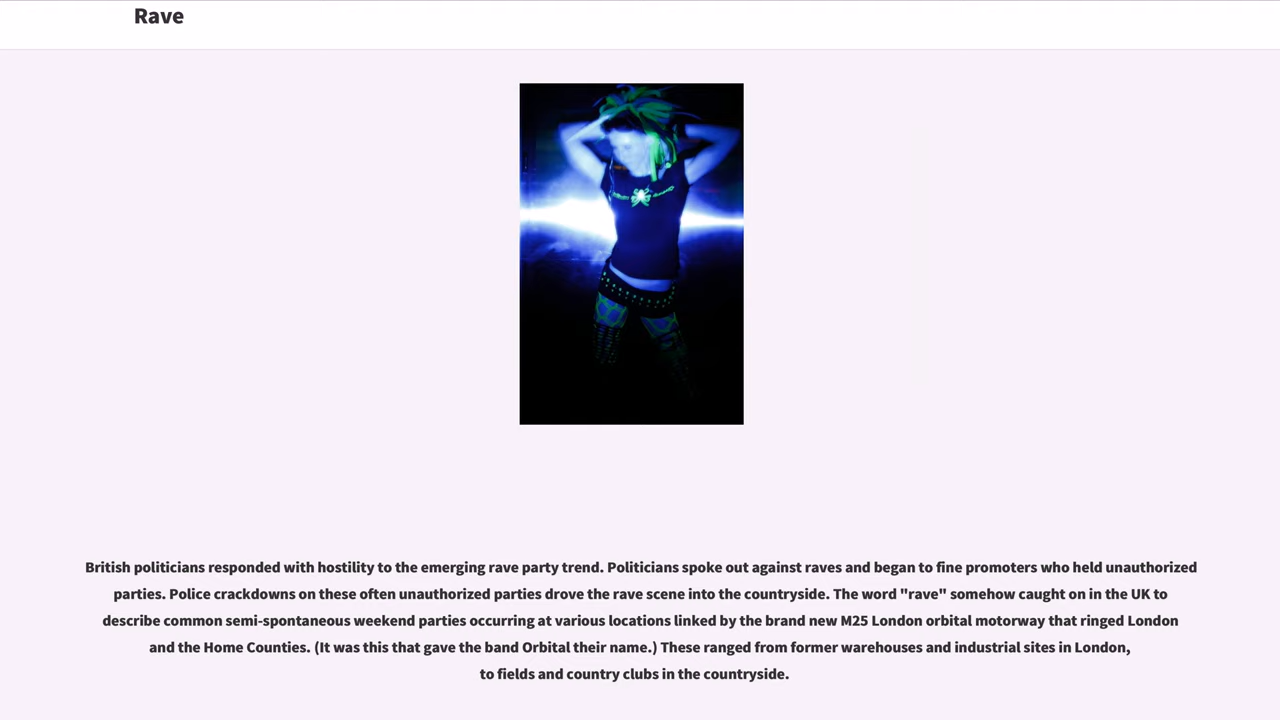 Rave
British politicians responded with hostility to the emerging rave party trend. Politicians spoke out against raves and began to fine promoters who held unauthorized
parties. Police crackdowns on these often unauthorized parties drove the rave scene into the countryside. The word "rave" somehow caught on in the UK to
describe common semi-spontaneous weekend parties occurring at various locations linked by the brand new M25 London orbital motorway that ringed London
and the Home Counties. (It was this that gave the band Orbital their name.) These ranged from former warehouses and industrial sites in London,
to fields and country clubs in the countryside.